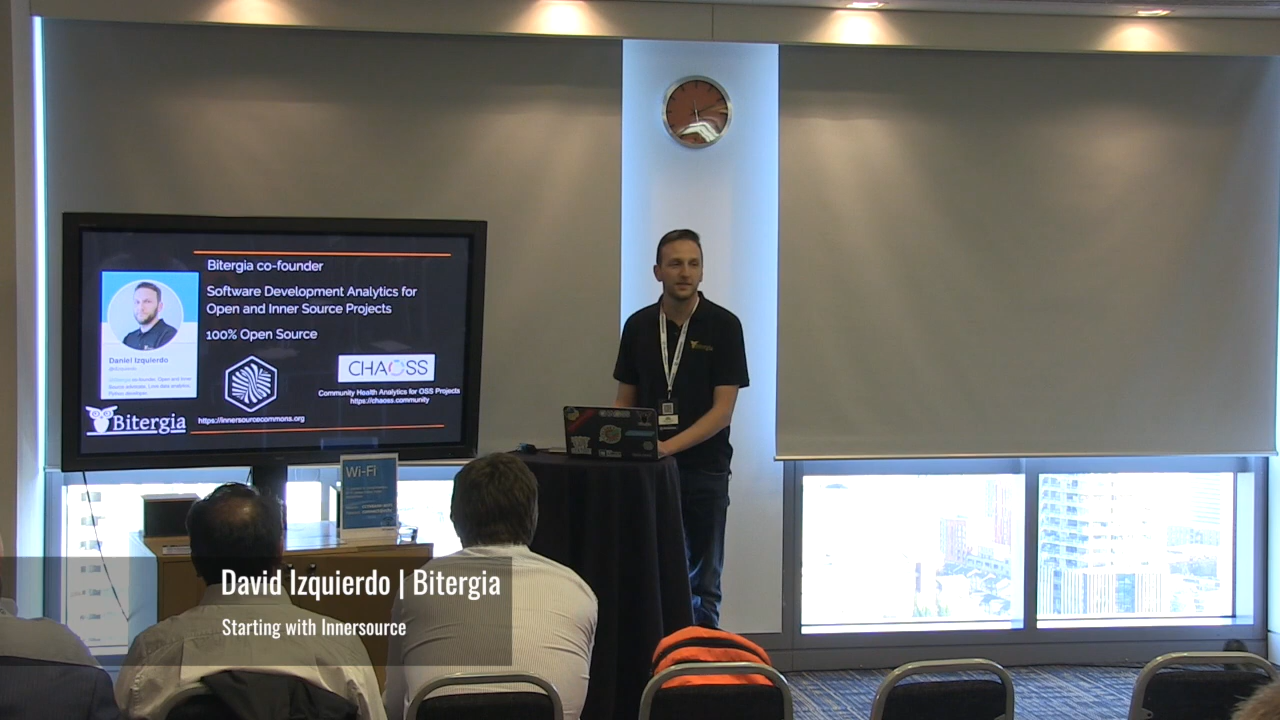 Bitergia co-founder
Software Development Analytics for
Open and Inner Source Projects
100% Open Source
Daniel Izquierdo
CHAOSS
Community Health Analytics for OSS Projects
https://chaoss.community
Bitergia
https://innersourcecommons.org
Bitergia
Wi-Fi
David Izquierdo | Bitergia
Starting with Innersource